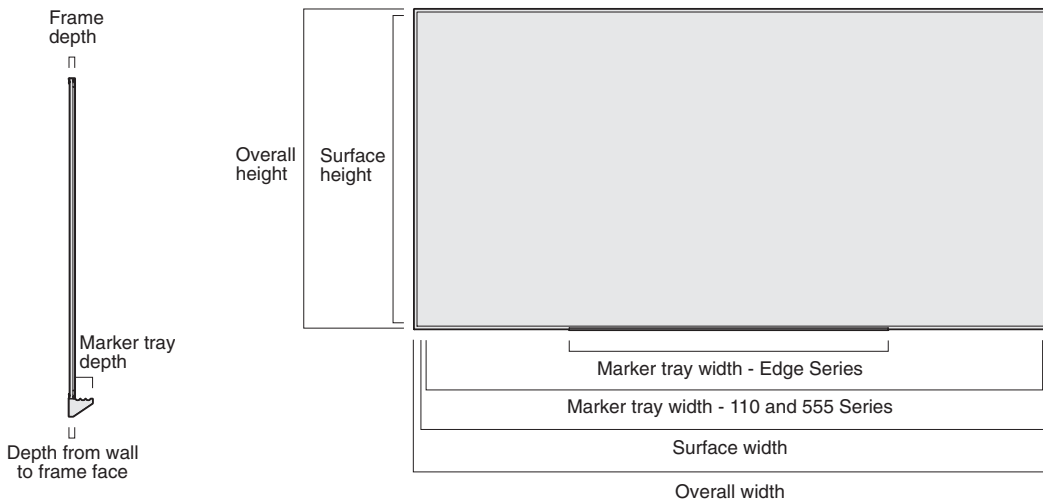 Frame
depth
Overall
height
Surface
height
Marker tray
depth
Depth from wall
to frame face
Marker tray width - Edge Series
Marker tray width - 110 and 555 Series
Surface width
Overall width